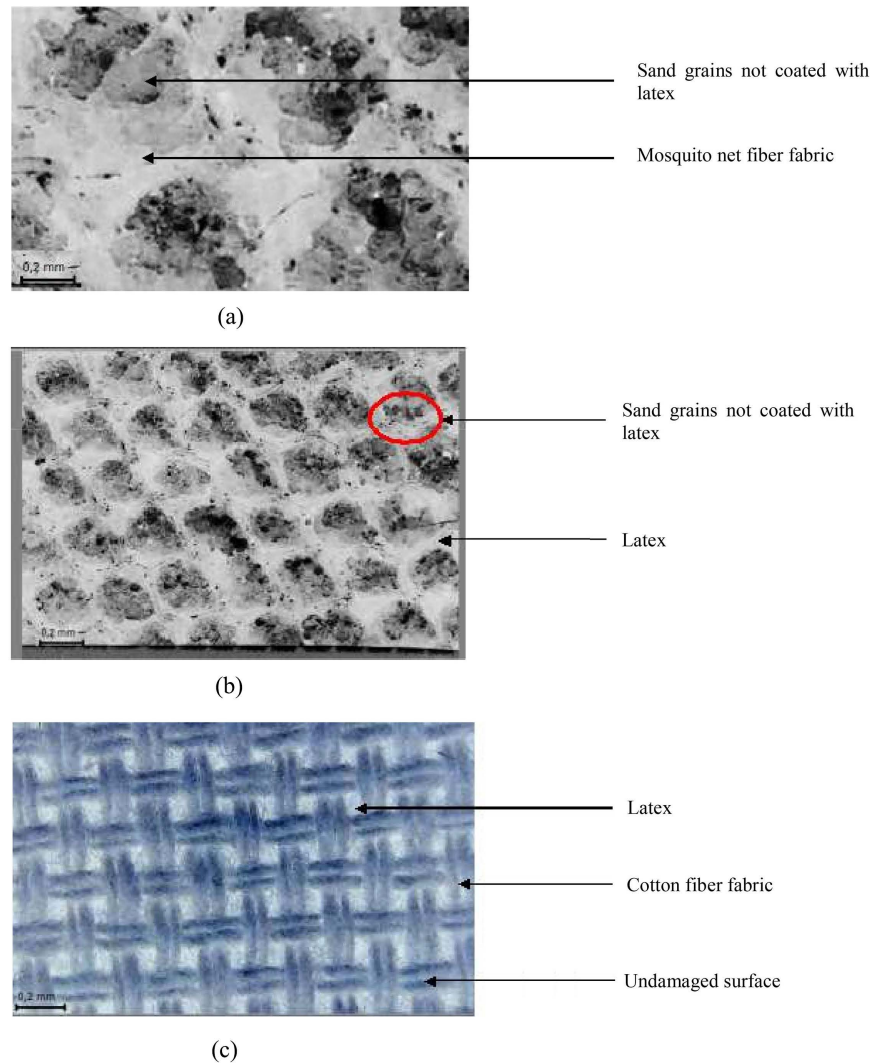 Sand grains not coated with
latex
Mosquito net fiber fabric
0,2 mm
(a)
Sand grains not coated with
latex
Latex
0,2 mm
(b)
Latex
Cotton fiber fabric
Undamaged surface
0,2 mm
(c)